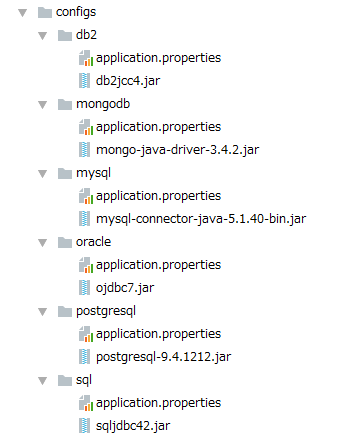 configs
db2
application.properties
db2jcc4.jar
mongodb
application.properties
mongo-java-driver-3.4.2.jar
mysql
application.properties
mysql-connector-java-5.1.40-bin.jar
oracle
application.properties
ojdbc7.jar
postgresql
application.properties
postgresql-9.4.1212.jar
sql
application.properties
sqljdbc42.jar